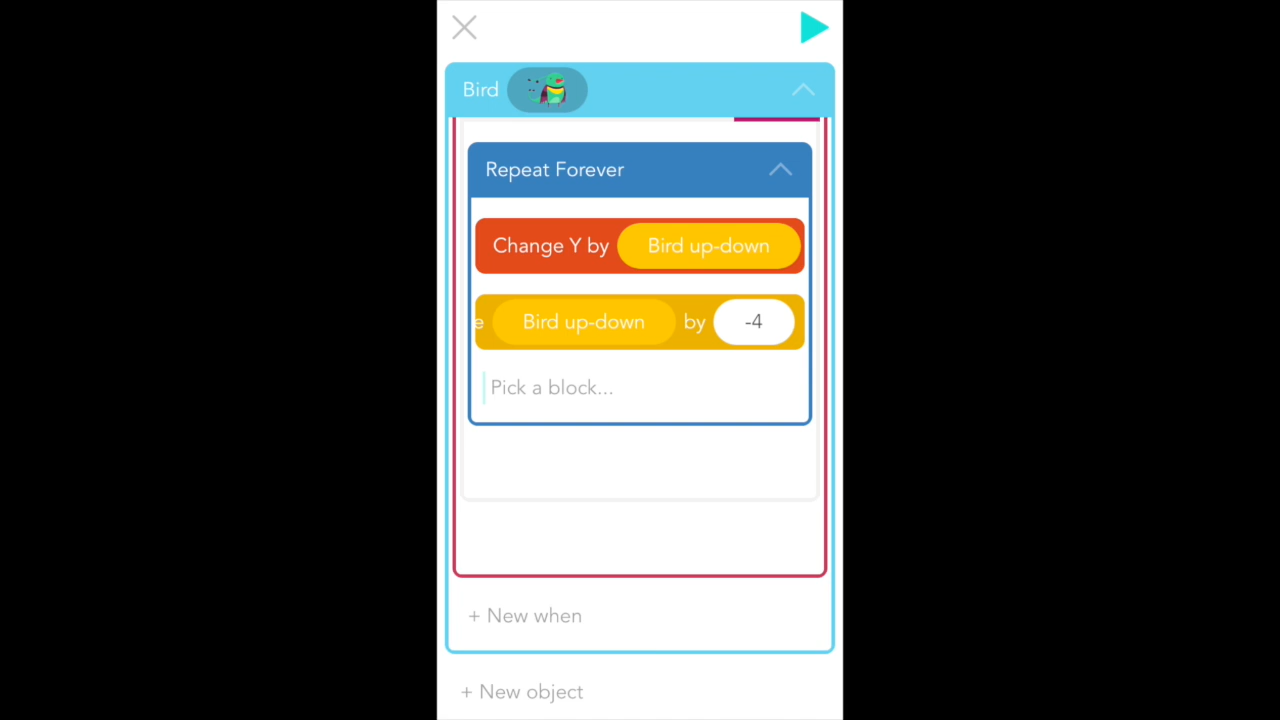 Bird
Repeat Forever
Change Y by Bird up-down
e Bird up-down by -4
Pick a block...
+ New when
+ New object